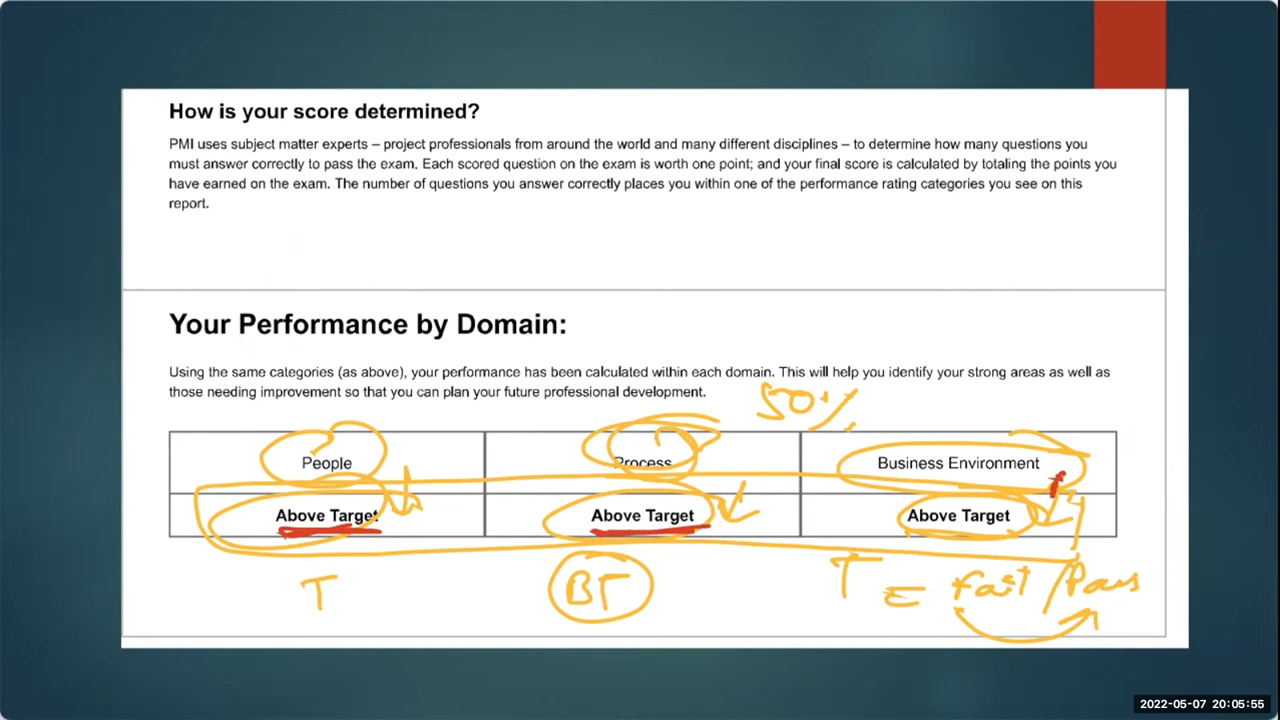 How is your score determined?
PMI uses subject matter experts – project professionals from around the world and many different disciplines – to determine how many questions you
must answer correctly to pass the exam. Each scored question on the exam is worth one point; and your final score is calculated by totaling the points you
have earned on the exam. The number of questions you answer correctly places you within one of the performance rating categories you see on this
report.
Your Performance by Domain:
Using the same categories (as above), your performance has been calculated within each domain. This will help you identify your strong areas as well as
those needing improvement so that you can plan your future professional development.
50%
People Process Business Environment
Above Target Above Target Above Target
T BT T = /Pass
2022-05-07 20:05:55